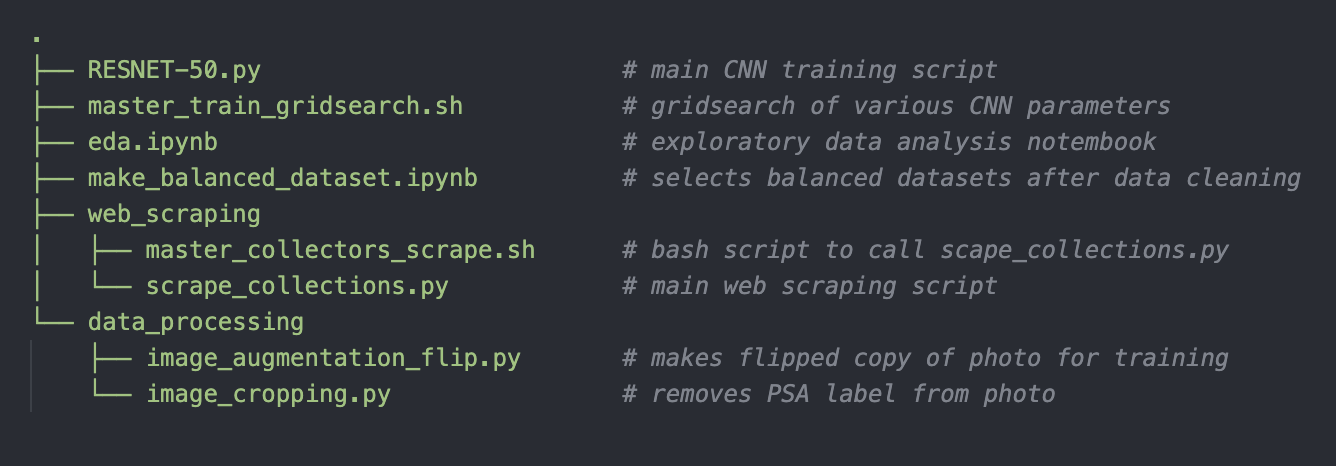 .
├── RESNET-50.py # main CNN training script
├── master_train_gridsearch.sh # gridsearch of various CNN parameters
├── eda.ipynb # exploratory data analysis notembook
├── make_balanced_dataset.ipynb # selects balanced datasets after data cleaning
├── web_scraping
│   ├── master_collectors_scrape.sh # bash script to call scape_collections.py
│   └── scrape_collections.py # main web scraping script
└── data_processing
    ├── image_augmentation_flip.py # makes flipped copy of photo for training
    └── image_cropping.py # removes PSA label from photo